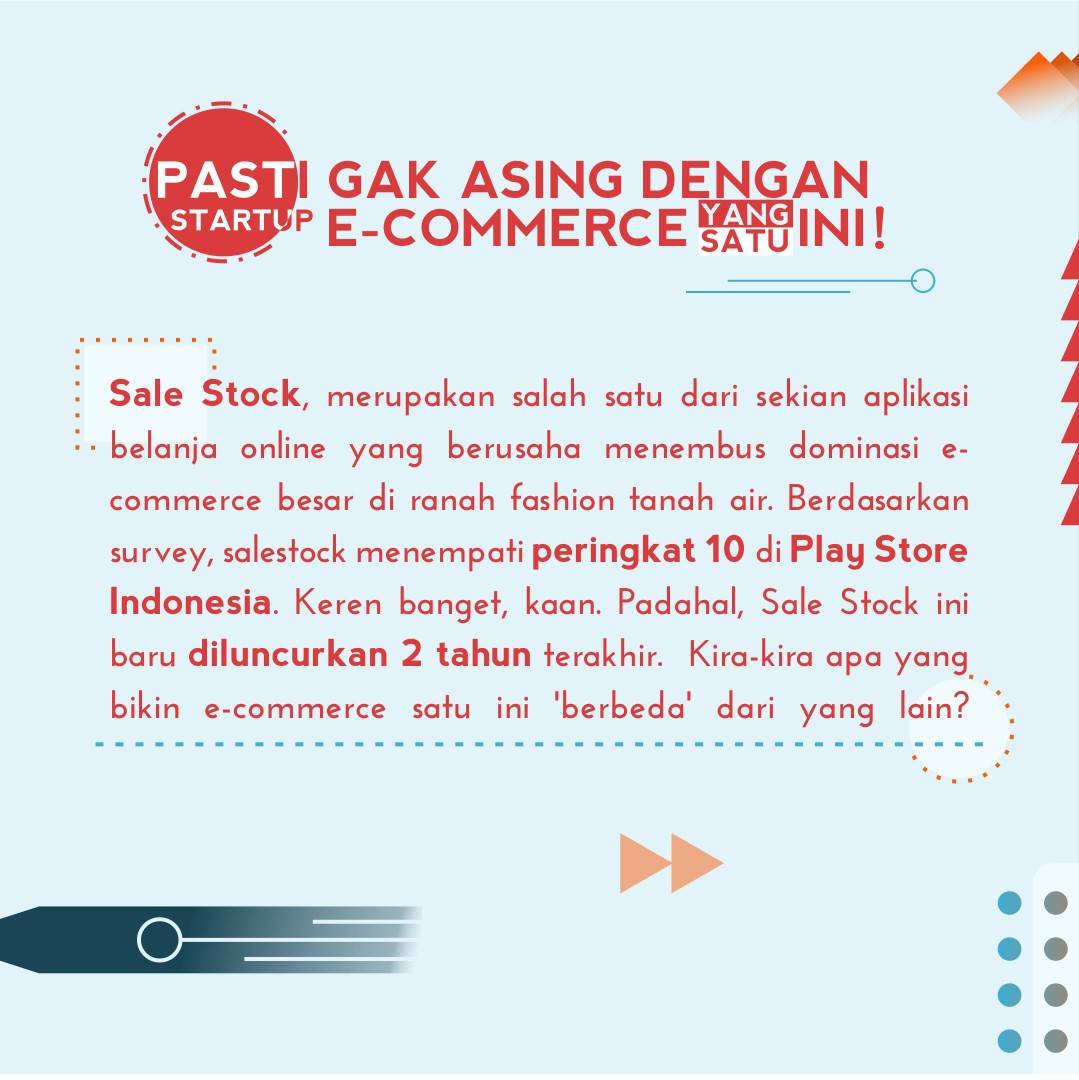 PASTI GAK ASING DENGAN
STARTUP E-COMMERCE YANG SATU INI!
Sale Stock, merupakan salah satu dari sekian aplikasi
belanja online yang berusaha menembus dominasi e-
commerce besar di ranah fashion tanah air. Berdasarkan
survey, salestock menempati peringkat 10 di Play Store
Indonesia. Keren banget, kaan. Padahal, Sale Stock ini
baru diluncurkan 2 tahun terakhir. Kira-kira apa yang
bikin e-commerce satu ini 'berbeda' dari yang lain?